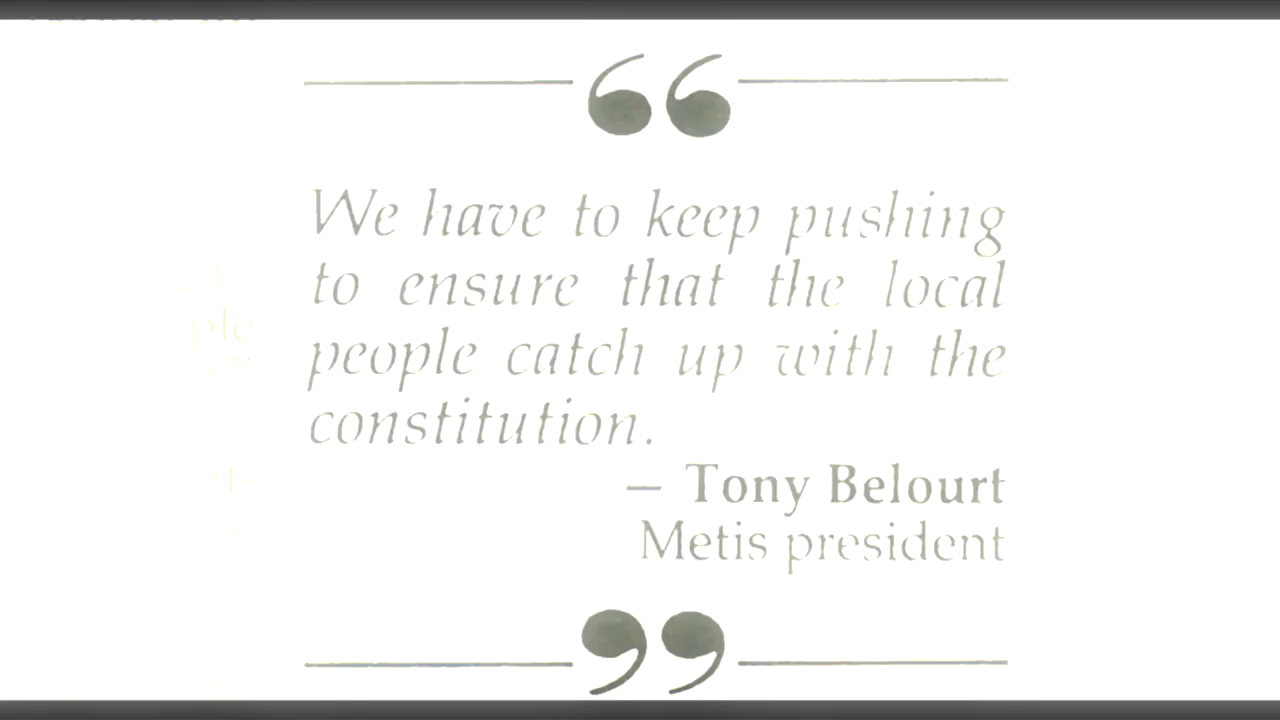 “
We have to keep pushing
to ensure that the local
people catch up with the
constitution.
— Tony Belourt
Metis president
”